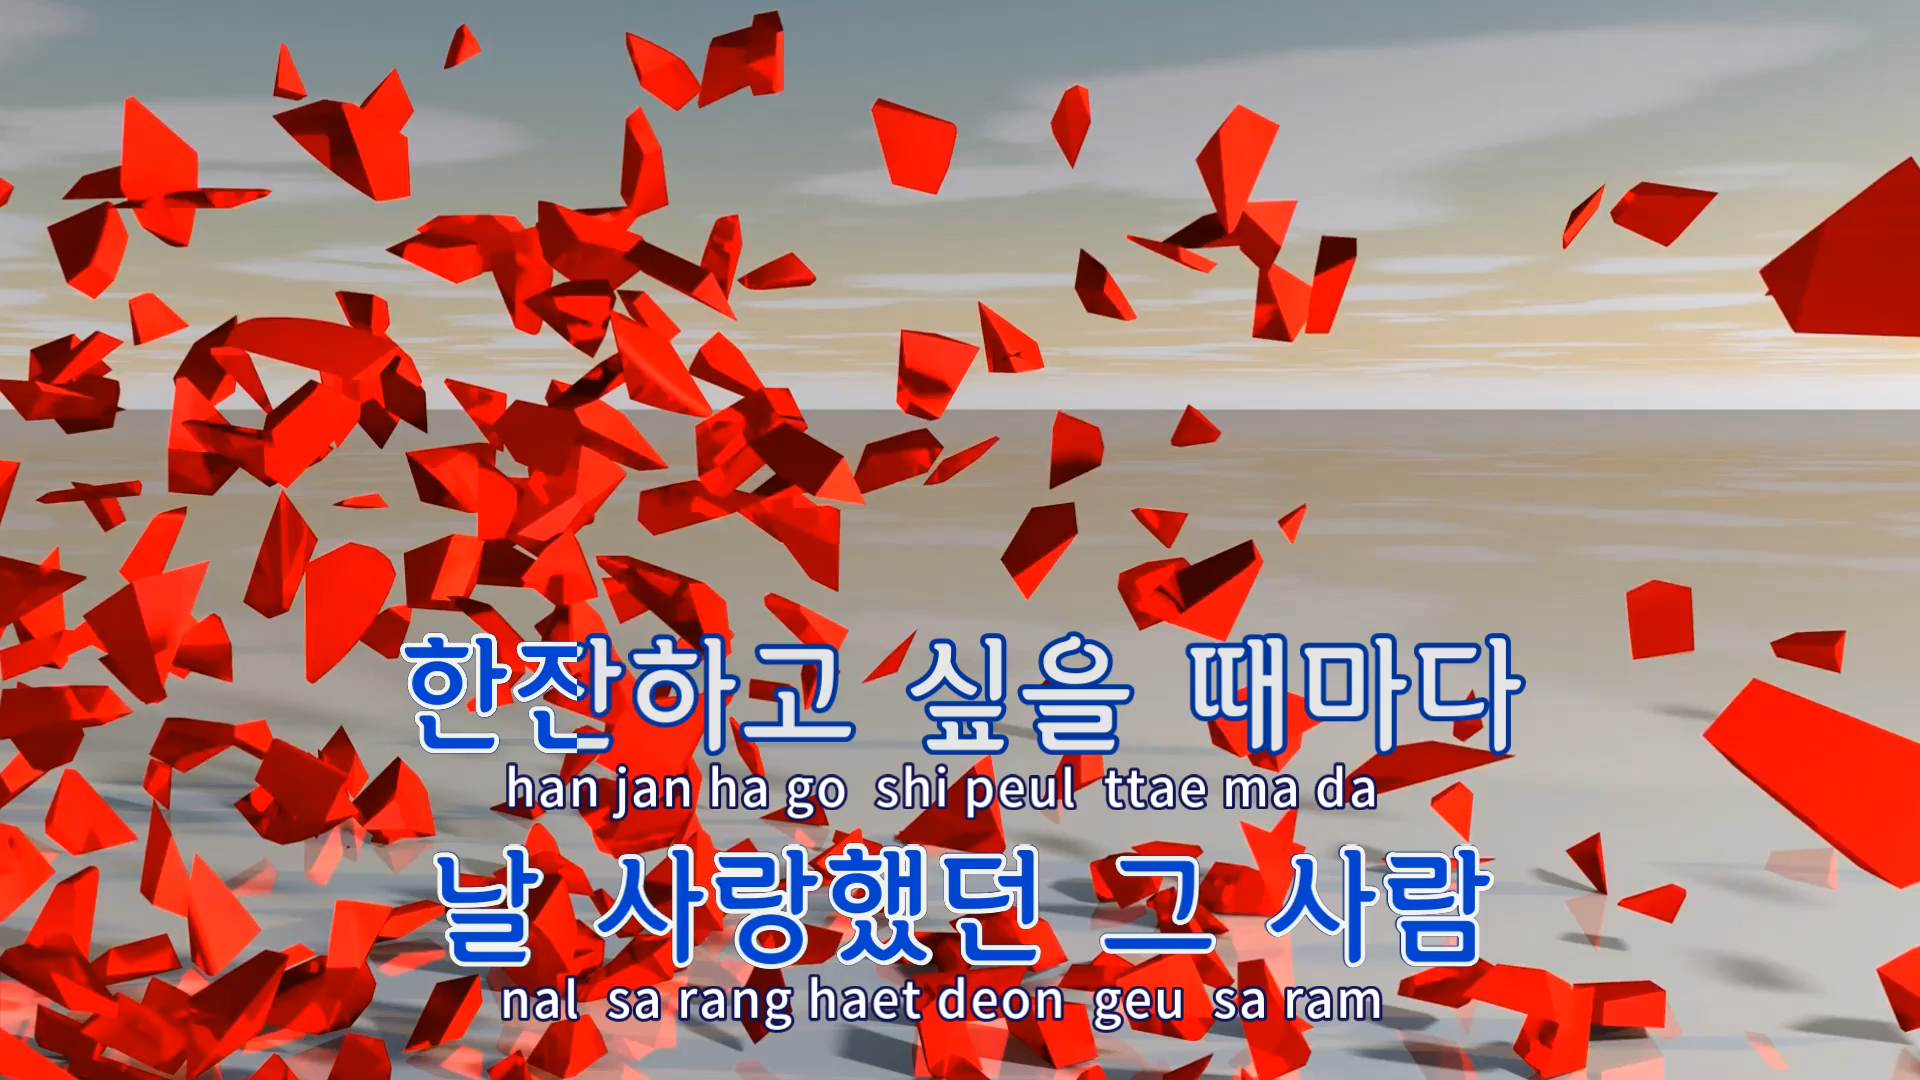 한잔하고 싶을 때마다
han jan ha go shi peul ttae ma da
날 사랑했던 그 사람
nal sa rang haet deon geu sa ram